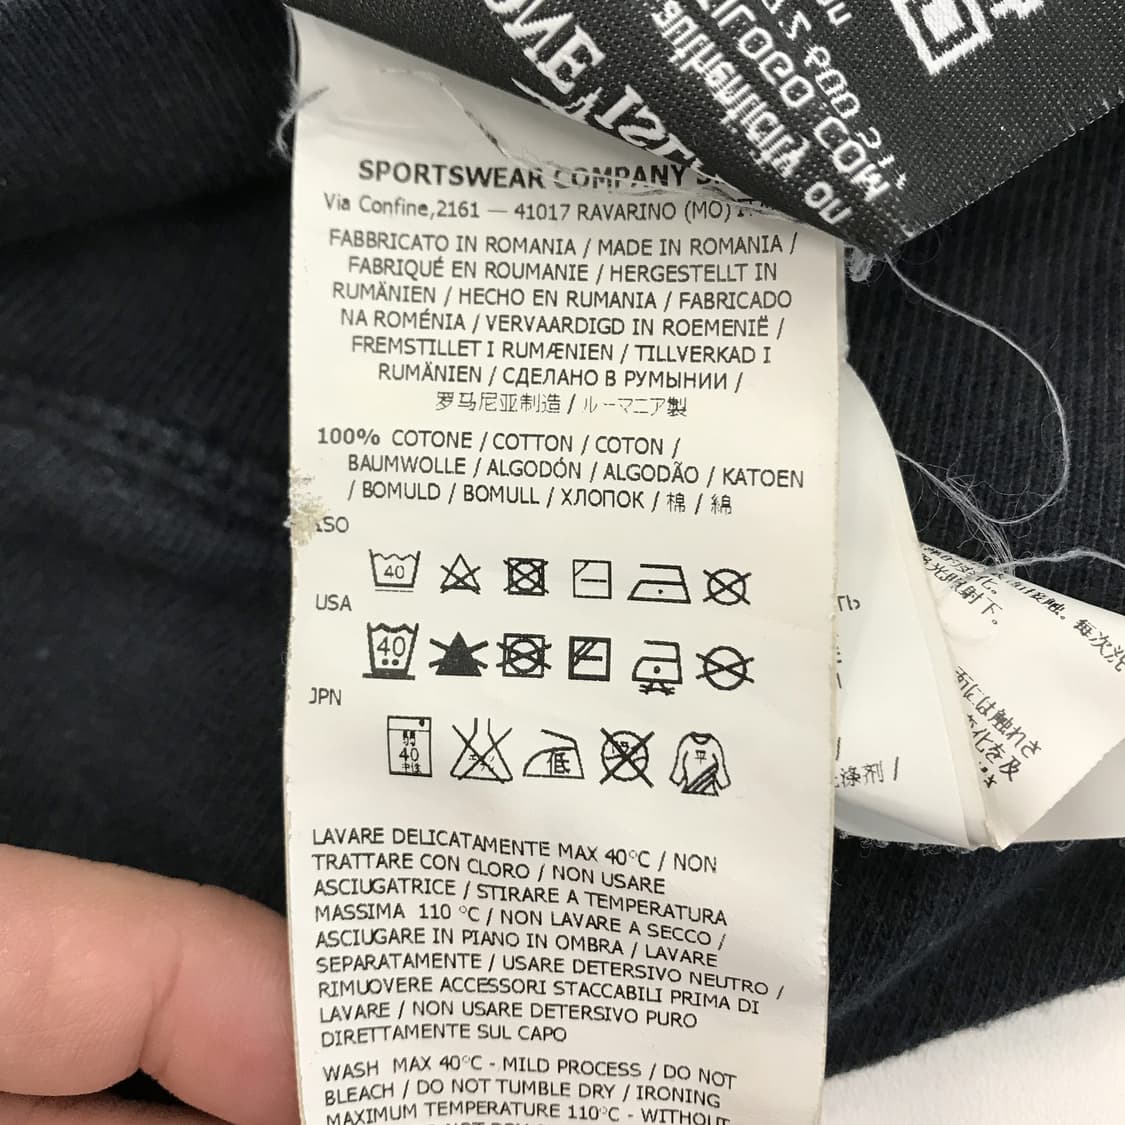 SPORTSWEAR COMPANY
Via Confine,2161 — 41017 RAVARINO (MO)
FABBRICATO IN ROMANIA / MADE IN ROMANIA /
FABRIQUÉ EN ROUMANIE / HERGESTELLT IN
RUMÄNIEN / HECHO EN RUMANIA / FABRICADO
NA ROMÉNIA / VERVAARDIGD IN ROEMENIË /
FREMSTILLET I RUMÆNIEN / TILLVERKAD I
RUMÄNIEN / СДЕЛАНО В РУМЫНИИ /
罗马尼亚制造 / ルーマニア製
100% COTONE / COTTON / COTON /
BAUMWOLLE / ALGODÓN / ALGODÃO / KATOEN
/ BOMULD / BOMULL / ХЛОПОК / 棉 / 綿
ISO
40
USA
40
JPN
40 低 平
LAVARE DELICATAMENTE MAX 40°C / NON
TRATTARE CON CLORO / NON USARE
ASCIUGATRICE / STIRARE A TEMPERATURA
MASSIMA 110 °C / NON LAVARE A SECCO /
ASCIUGARE IN PIANO IN OMBRA / LAVARE
SEPARATAMENTE / USARE DETERSIVO NEUTRO /
RIMUOVERE ACCESSORI STACCABILI PRIMA DI
LAVARE / NON USARE DETERSIVO PURO
DIRETTAMENTE SUL CAPO
WASH MAX 40°C - MILD PROCESS / DO NOT
BLEACH / DO NOT TUMBLE DRY / IRONING
MAXIMUM TEMPERATURE 110°C - WITHOUT